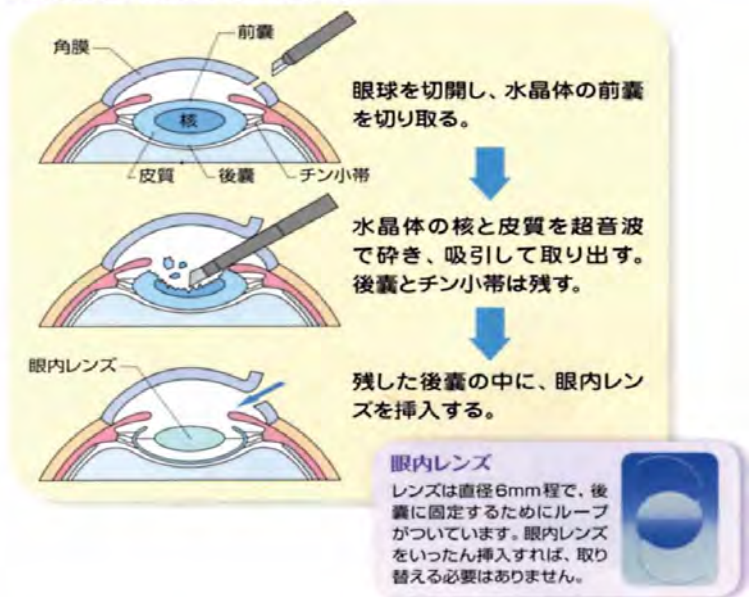 角膜
前囊
核
皮質
後囊
チン小帯
眼球を切開し、水晶体の前囊
を切り取る。
水晶体の核と皮質を超音波
で砕き、吸引して取り出す。
後囊とチン小帯は残す。
眼内レンズ
残した後囊の中に、眼内レン
ズを挿入する。
眼内レンズ
レンズは直径6mm程で、後
囊に固定するためにループ
がついています。眼内レンズ
をいったん挿入すれば、取り
替える必要はありません。